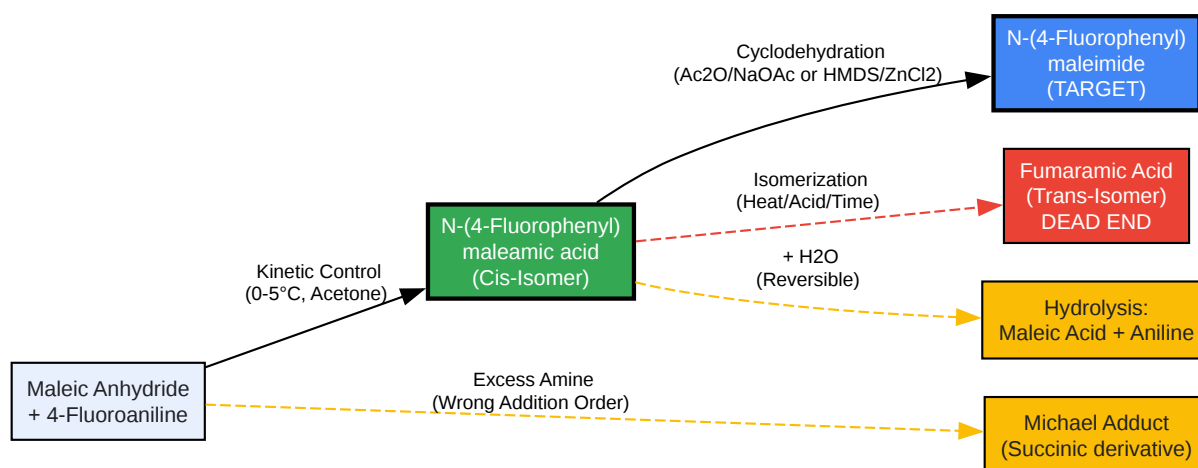 N-(4-Fluorophenyl)
maleimide
(TARGET)
Cyclodehydration
(Ac2O/NaOAc or HMDS/ZnCl2)
Isomerization
(Heat/Acid/Time)
Fumaramic Acid
(Trans-Isomer)
DEAD END
N-(4-Fluorophenyl)
maleamic acid
(Cis-Isomer)
+ H2O
(Reversible)
Kinetic Control
(0-5°C, Acetone)
Hydrolysis:
Maleic Acid + Aniline
Maleic Anhydride
+ 4-Fluoroaniline
Excess Amine
(Wrong Addition Order)
Michael Adduct
(Succinic derivative)